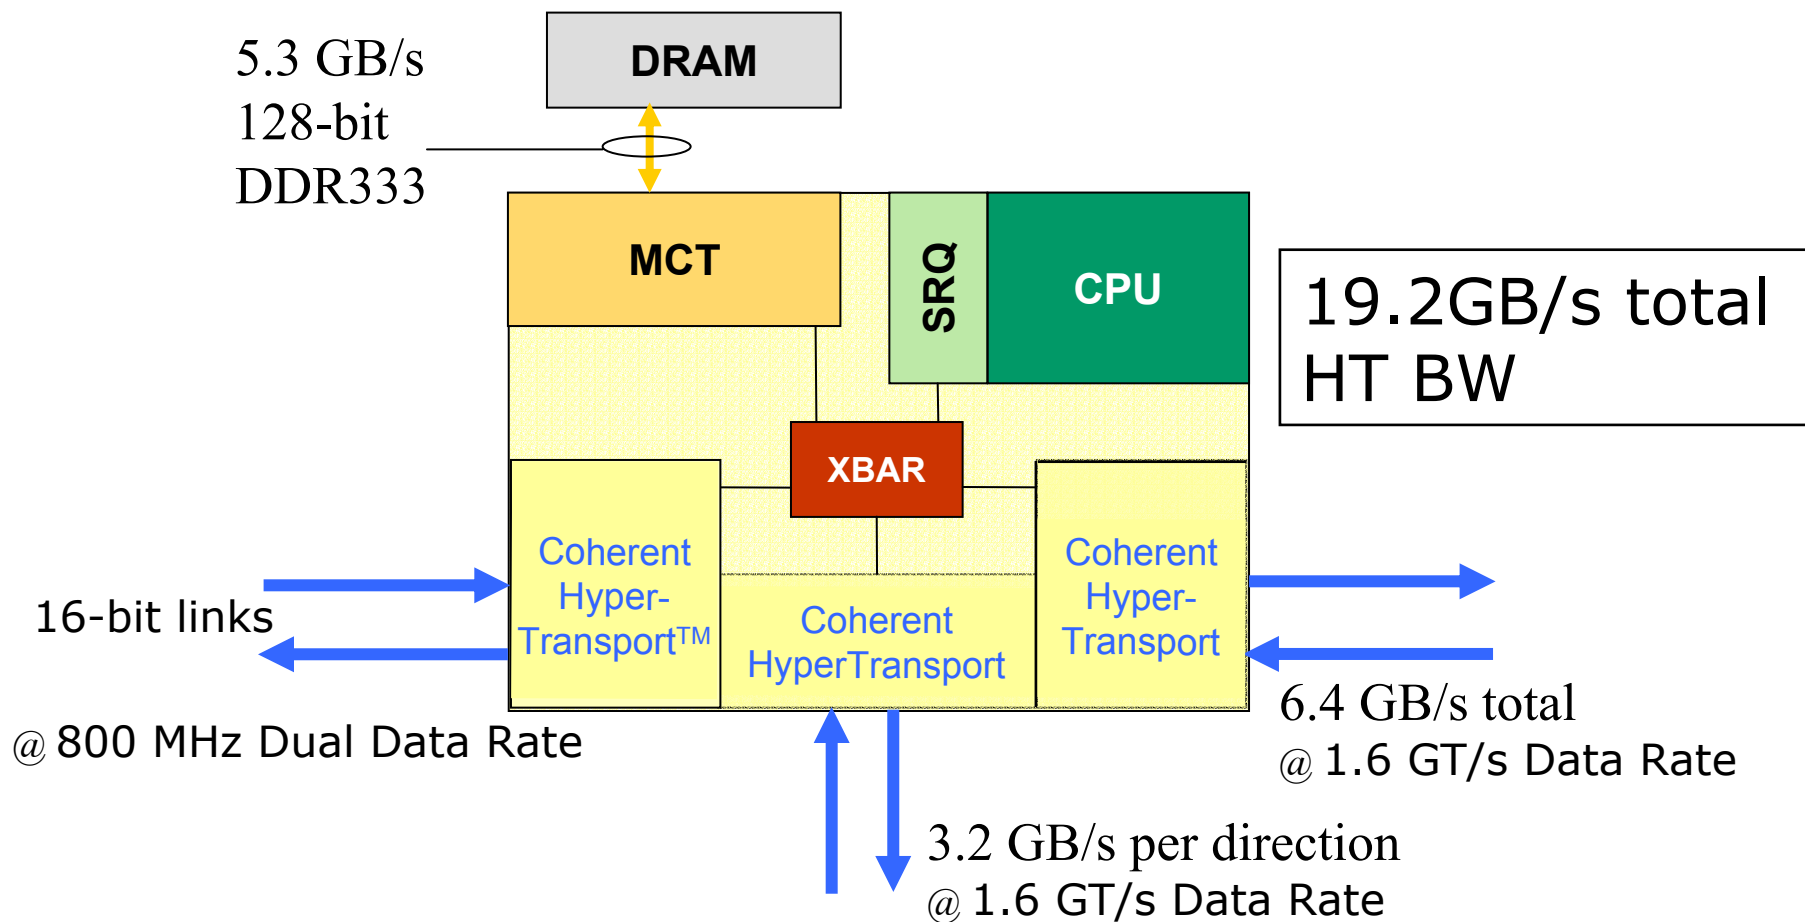 5.3 GB/s
128-bit
DDR333
DRAM
MCT
SRQ
CPU
19.2GB/s total
HT BW
XBAR
Coherent
Hyper-
Transport™
Coherent
HyperTransport
Coherent
Hyper-
Transport
16-bit links
@ 800 MHz Dual Data Rate
6.4 GB/s total
@ 1.6 GT/s Data Rate
3.2 GB/s per direction
@ 1.6 GT/s Data Rate